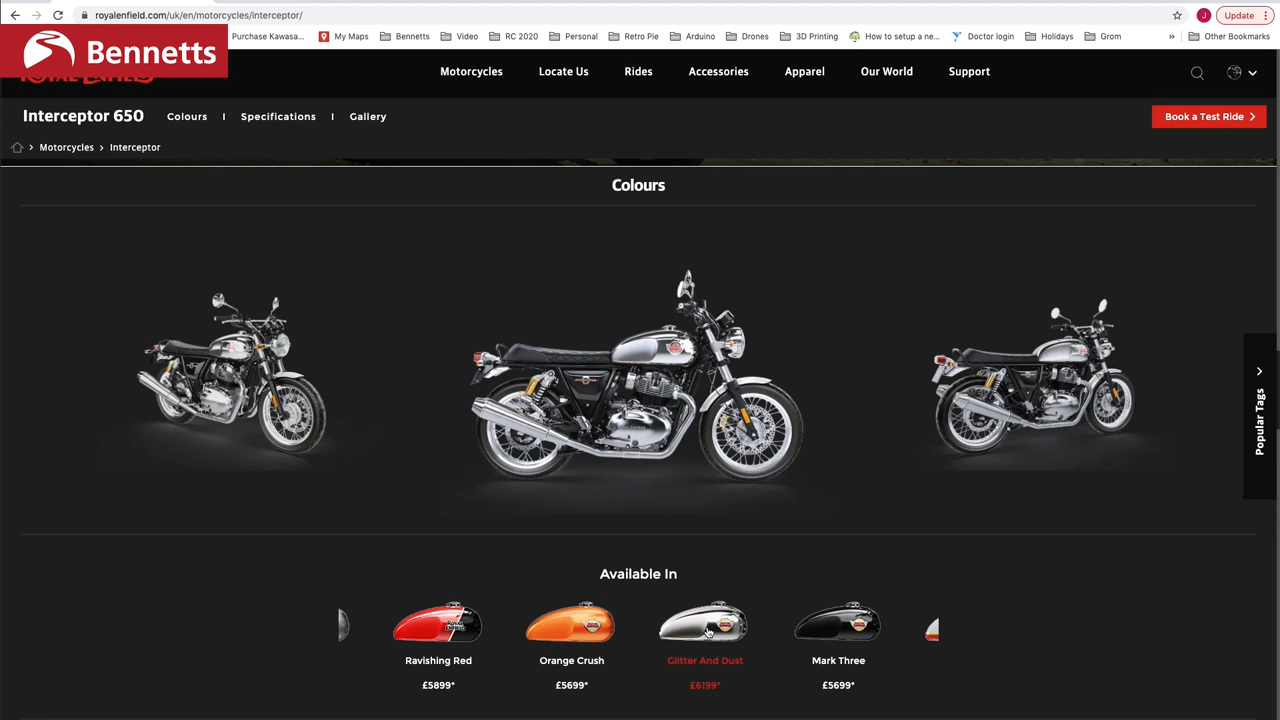 royalenfield.com/uk/en/motorcycles/interceptor/
Update
Bennetts
Purchase Kawasa...
My Maps
Bennetts
Video
RC 2020
Personal
Retro Pie
Arduino
Drones
3D Printing
How to setup a ne...
Doctor login
Holidays
Grom
»
Other Bookmarks
Motorcycles
Locate Us
Rides
Accessories
Apparel
Our World
Support
Interceptor 650
Colours
Specifications
Gallery
Book a Test Ride
Motorcycles > Interceptor
Colours
Popular Tags
Available In
Ravishing Red
Orange Crush
Glitter And Dust
Mark Three
£5899*
£5699*
£6199*
£5699*